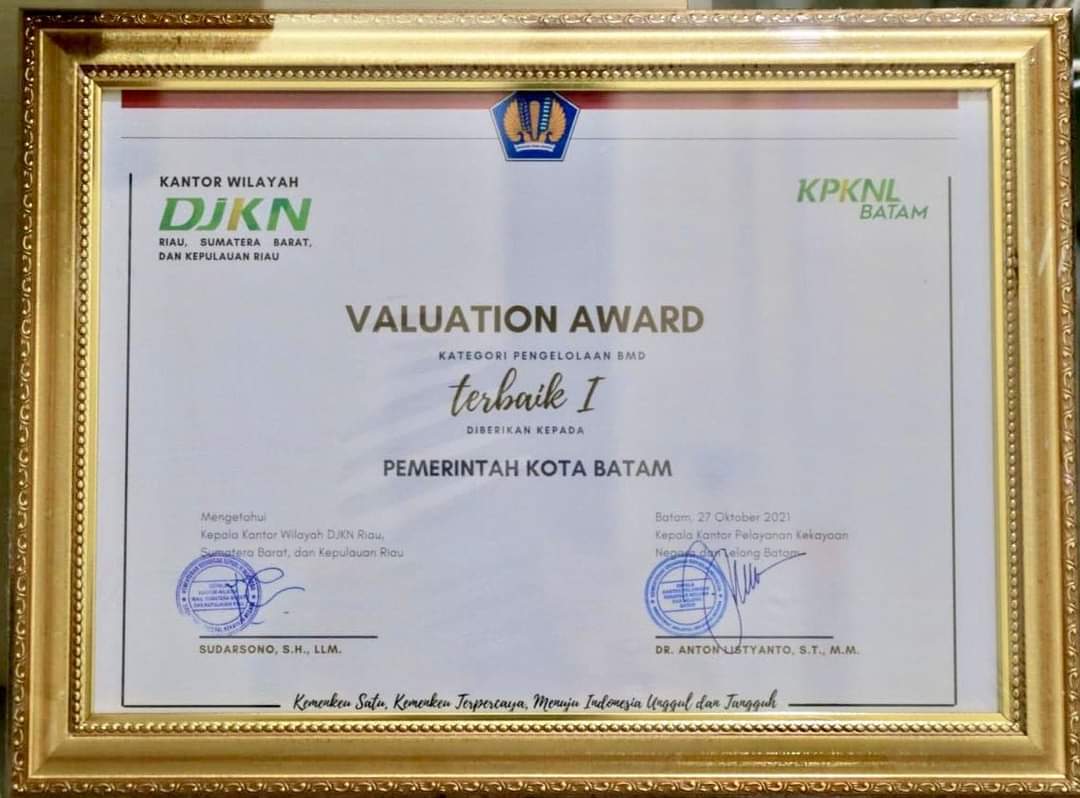 KANTOR WILAYAH
DJKN
RIAU, SUMATERA BARAT,
DAN KEPULAUAN RIAU
KPKNL
BATAM
VALUATION AWARD
KATEGORI PENGELOLAAN BMD
terbaik I
DIBERIKAN KEPADA
PEMERINTAH KOTA BATAM
Mengetahui
Kepala Kantor Wilayah DJKN Riau,
Sumatera Barat, dan Kepulauan Riau
SUDARSONO, S.H., LLM.
Batam, 27 Oktober 2021
Kepala Kantor Pelayanan Kekayaan
Negara dan Lelang Batam
DR. ANTON LISTYANTO, S.T., M.M.
Kemenkeu Satu, Kemenkeu Terpercaya, Menuju Indonesia Unggul dan Tangguh